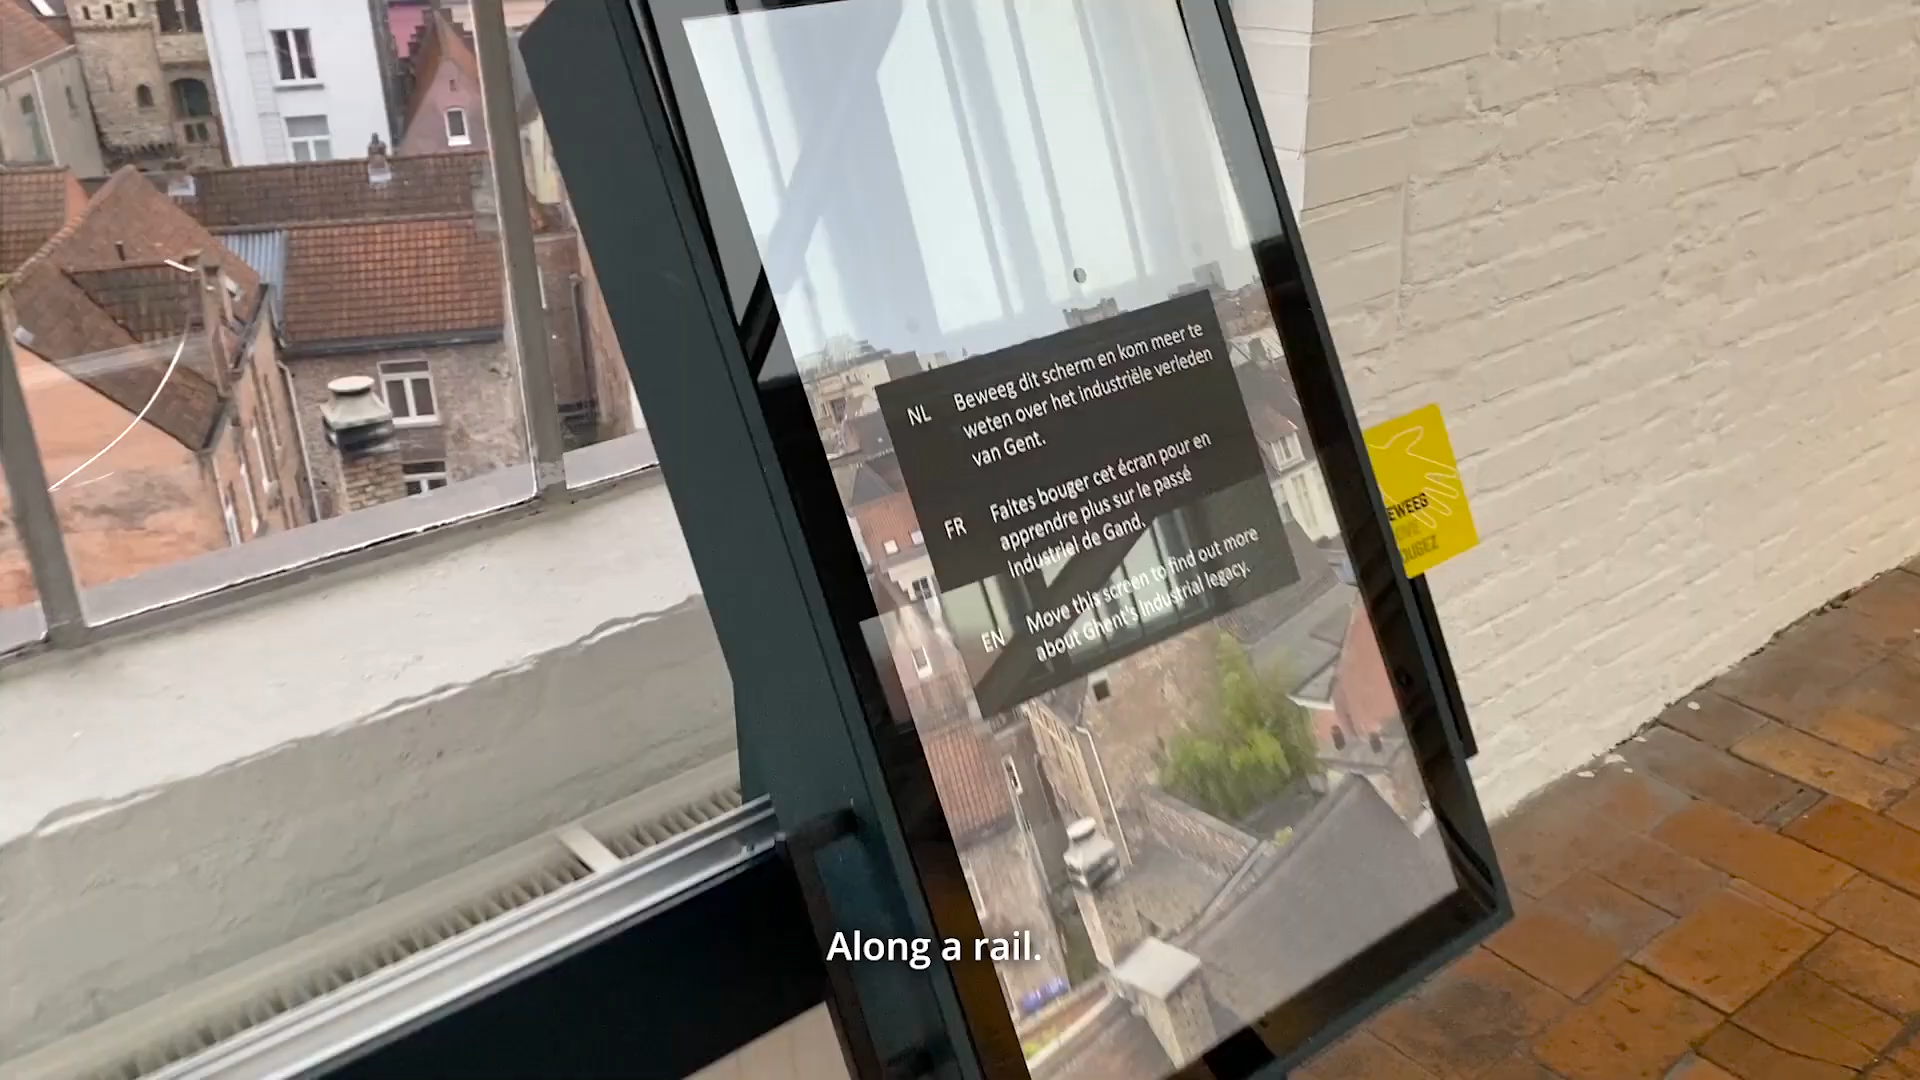 NL
Beweeg dit scherm en kom meer te
weten over het industriële verleden
van Gent.
FR
Faites bouger cet écran pour en
apprendre plus sur le passé
industriel de Gand.
EN
Move this screen to find out more
about Ghent's industrial legacy.
EWEEG
OUGEZ
Along a rail.